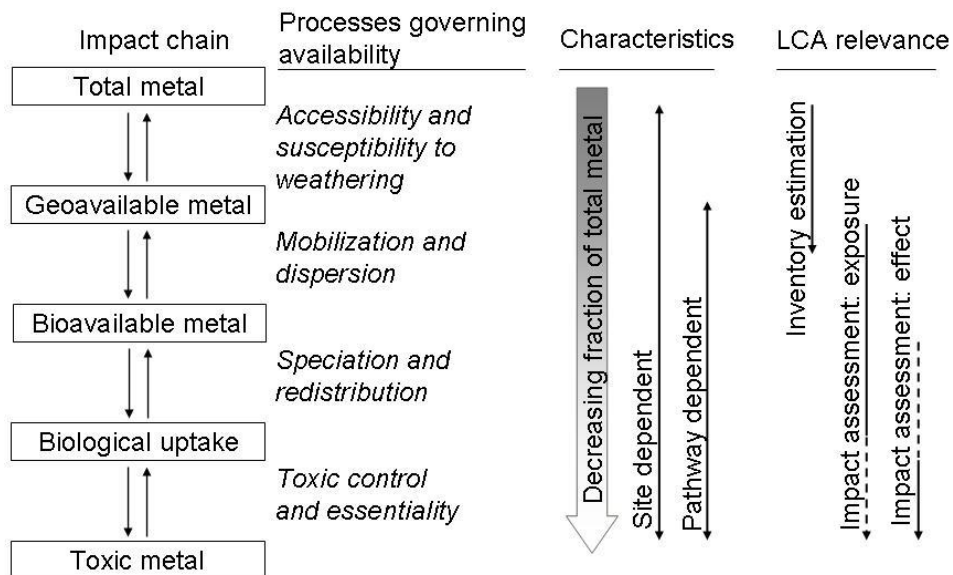 Impact chain
Processes governing
availability
Characteristics
LCA relevance
Total metal
Accessibility and
susceptibility to
weathering
Geoavailable metal
Mobilization and
dispersion
Bioavailable metal
Speciation and
redistribution
Biological uptake
Toxic control
and essentiality
Toxic metal
Decreasing fraction of total metal
Site dependent
Pathway dependent
Inventory estimation
Impact assessment: exposure
Impact assessment: effect